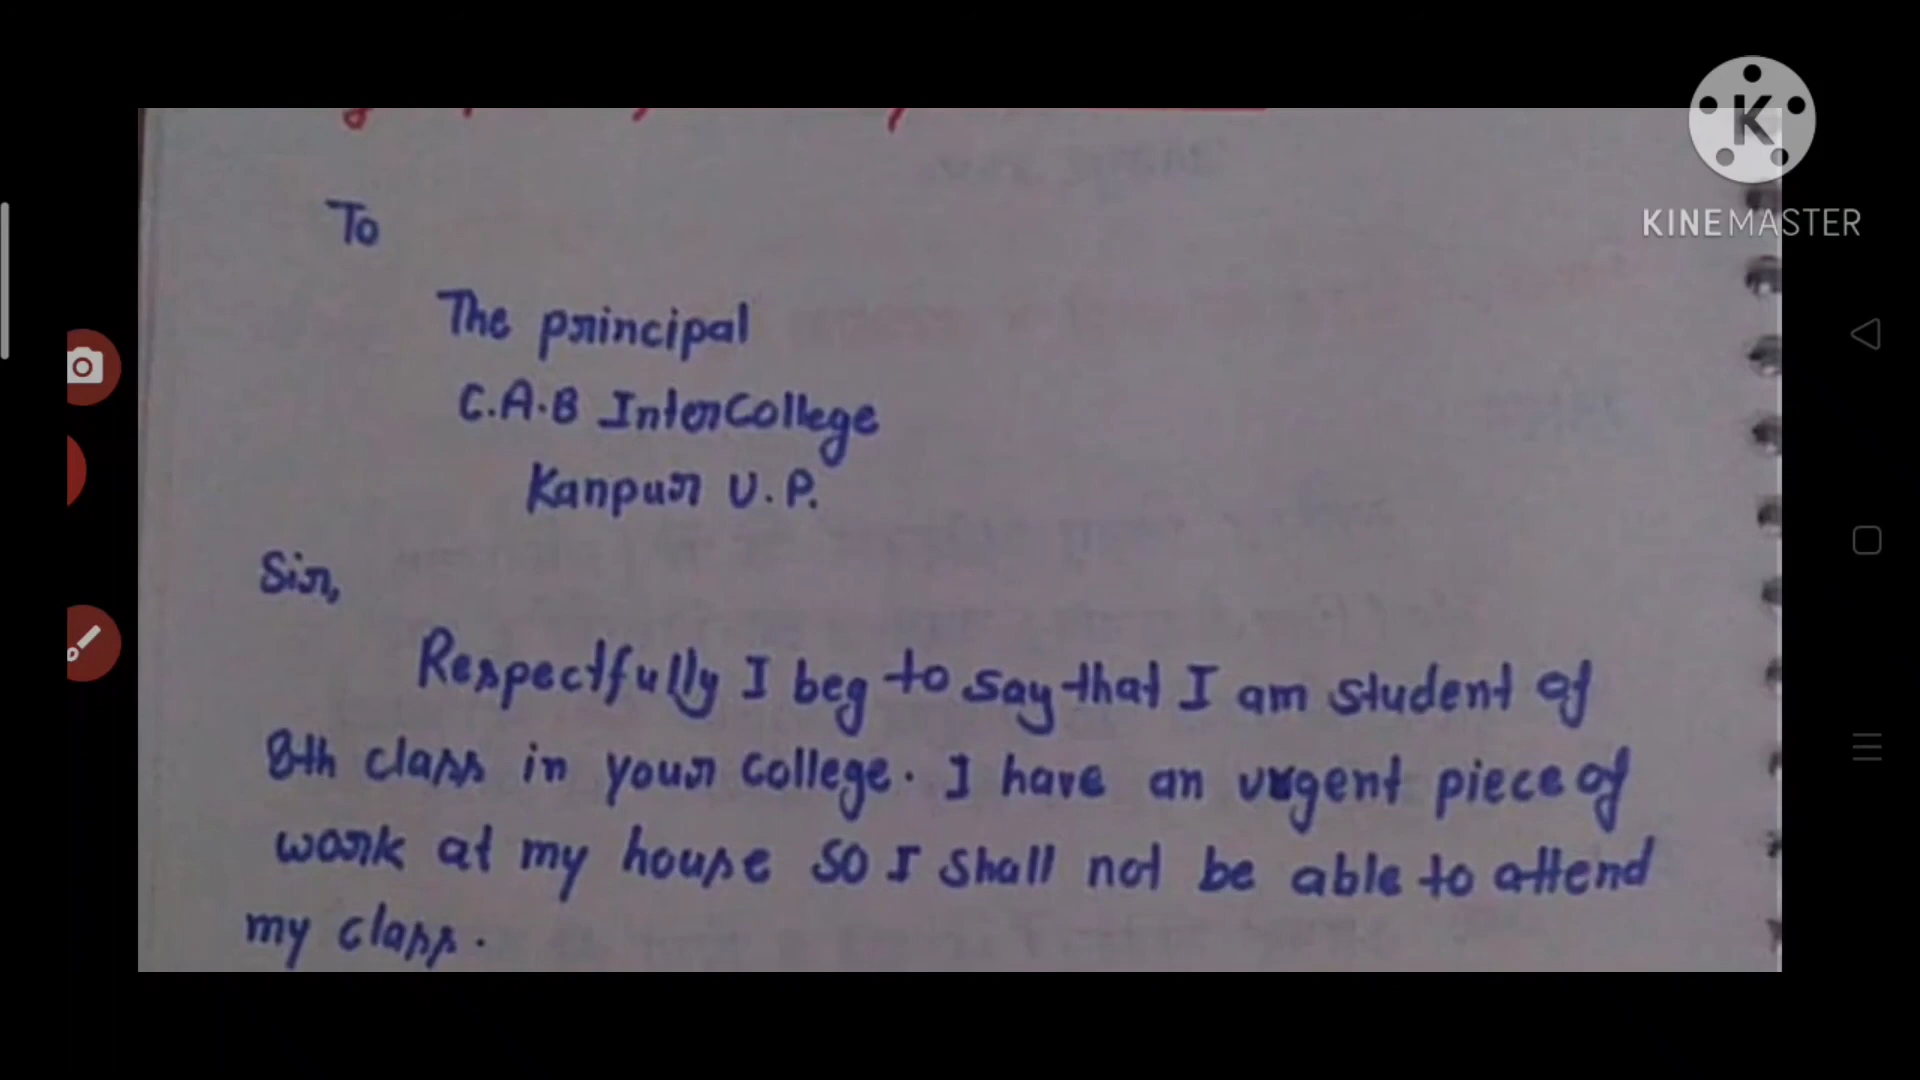 KINEMASTER
To
The principal
C.A.B InterCollege
Kanpur U.P.
Sir,
Respectfully I beg to say that I am student of
8th class in your college. I have an urgent piece of
work at my house so I shall not be able to attend
my class.